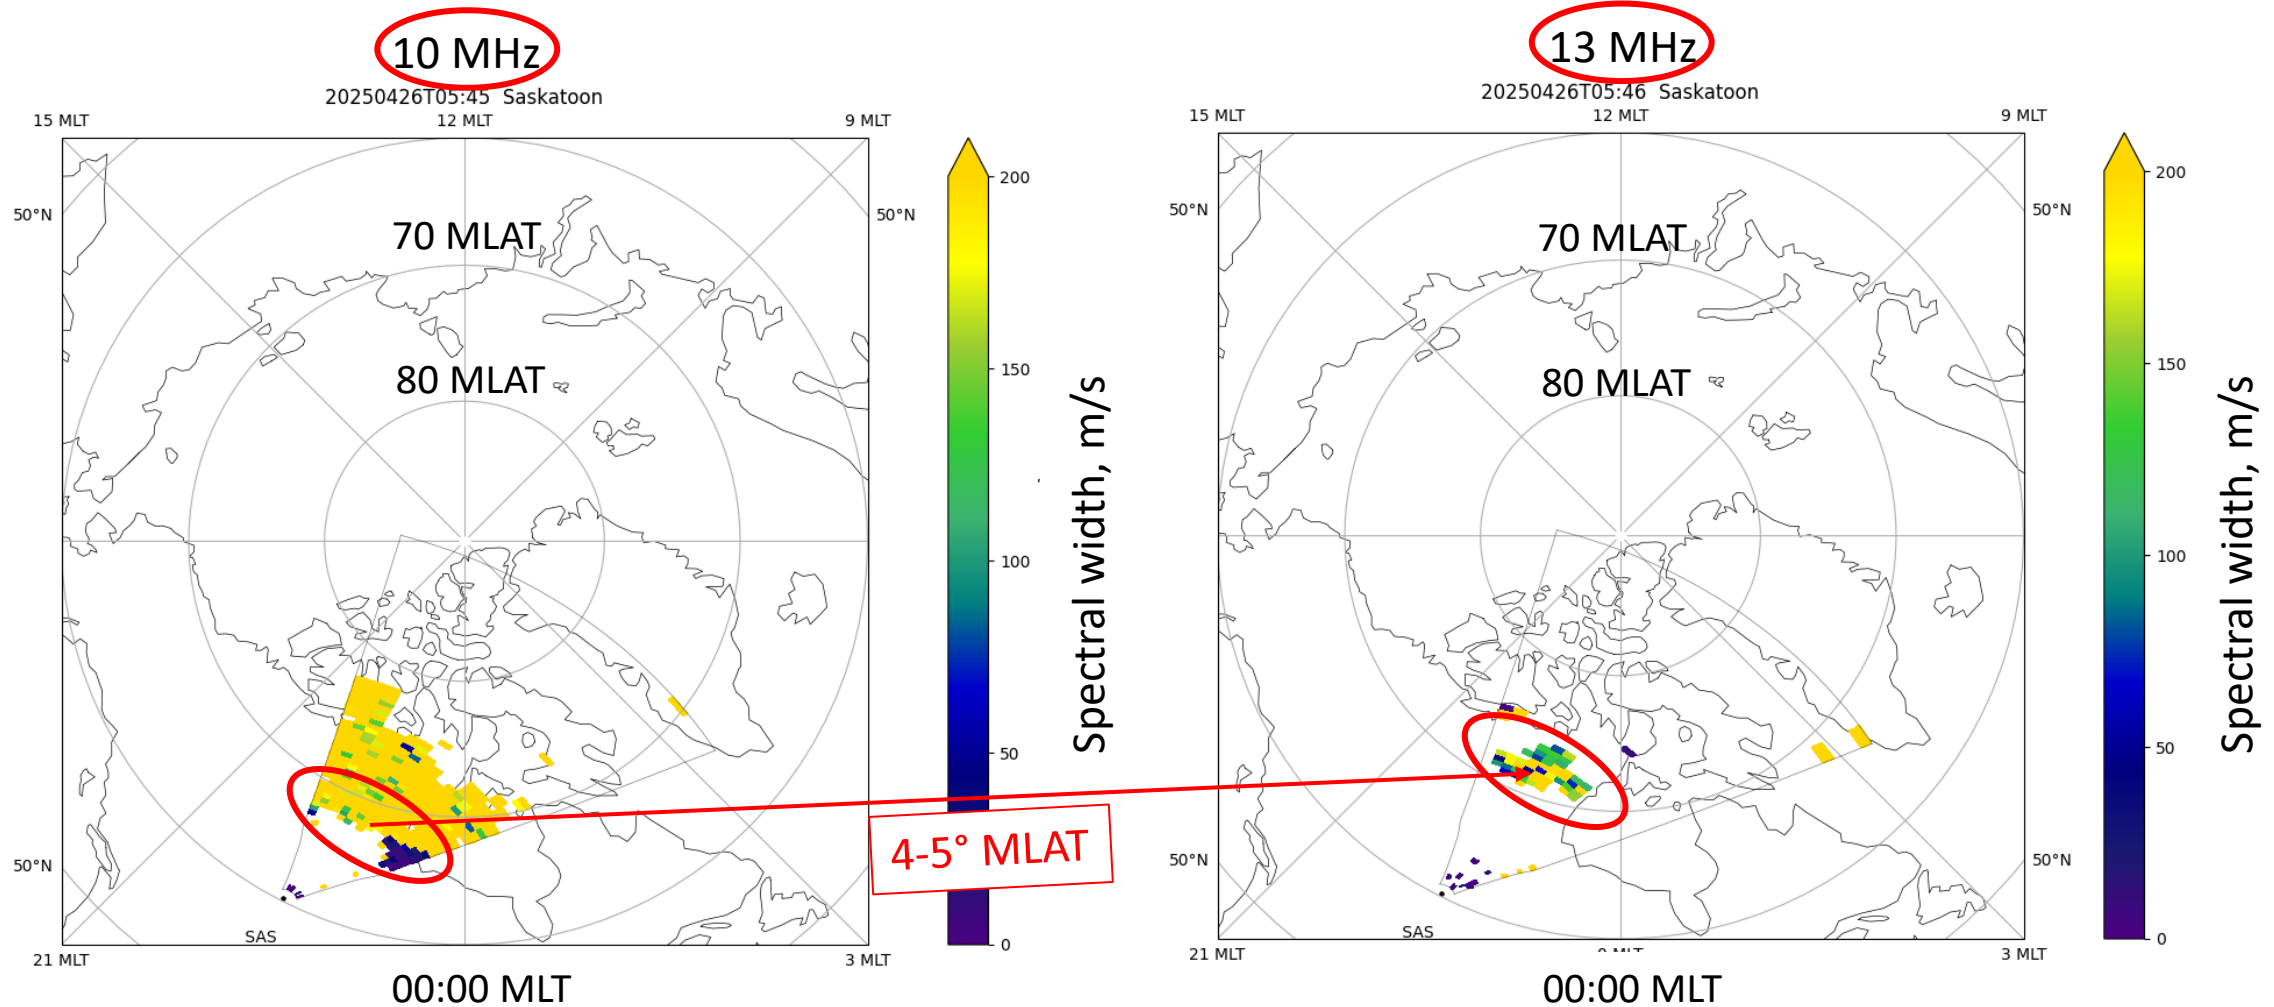 10 MHz
20250426T05:45 Saskatoon
15 MLT
12 MLT
9 MLT
50°N
50°N
70 MLAT
80 MLAT
50°N
SAS
21 MLT
3 MLT
00:00 MLT
200
150
100
50
0
Spectral width, m/s
4-5° MLAT
13 MHz
20250426T05:46 Saskatoon
15 MLT
12 MLT
9 MLT
50°N
50°N
70 MLAT
80 MLAT
50°N
50°N
SAS
21 MLT
0 MLT
3 MLT
00:00 MLT
200
150
100
50
0
Spectral width, m/s